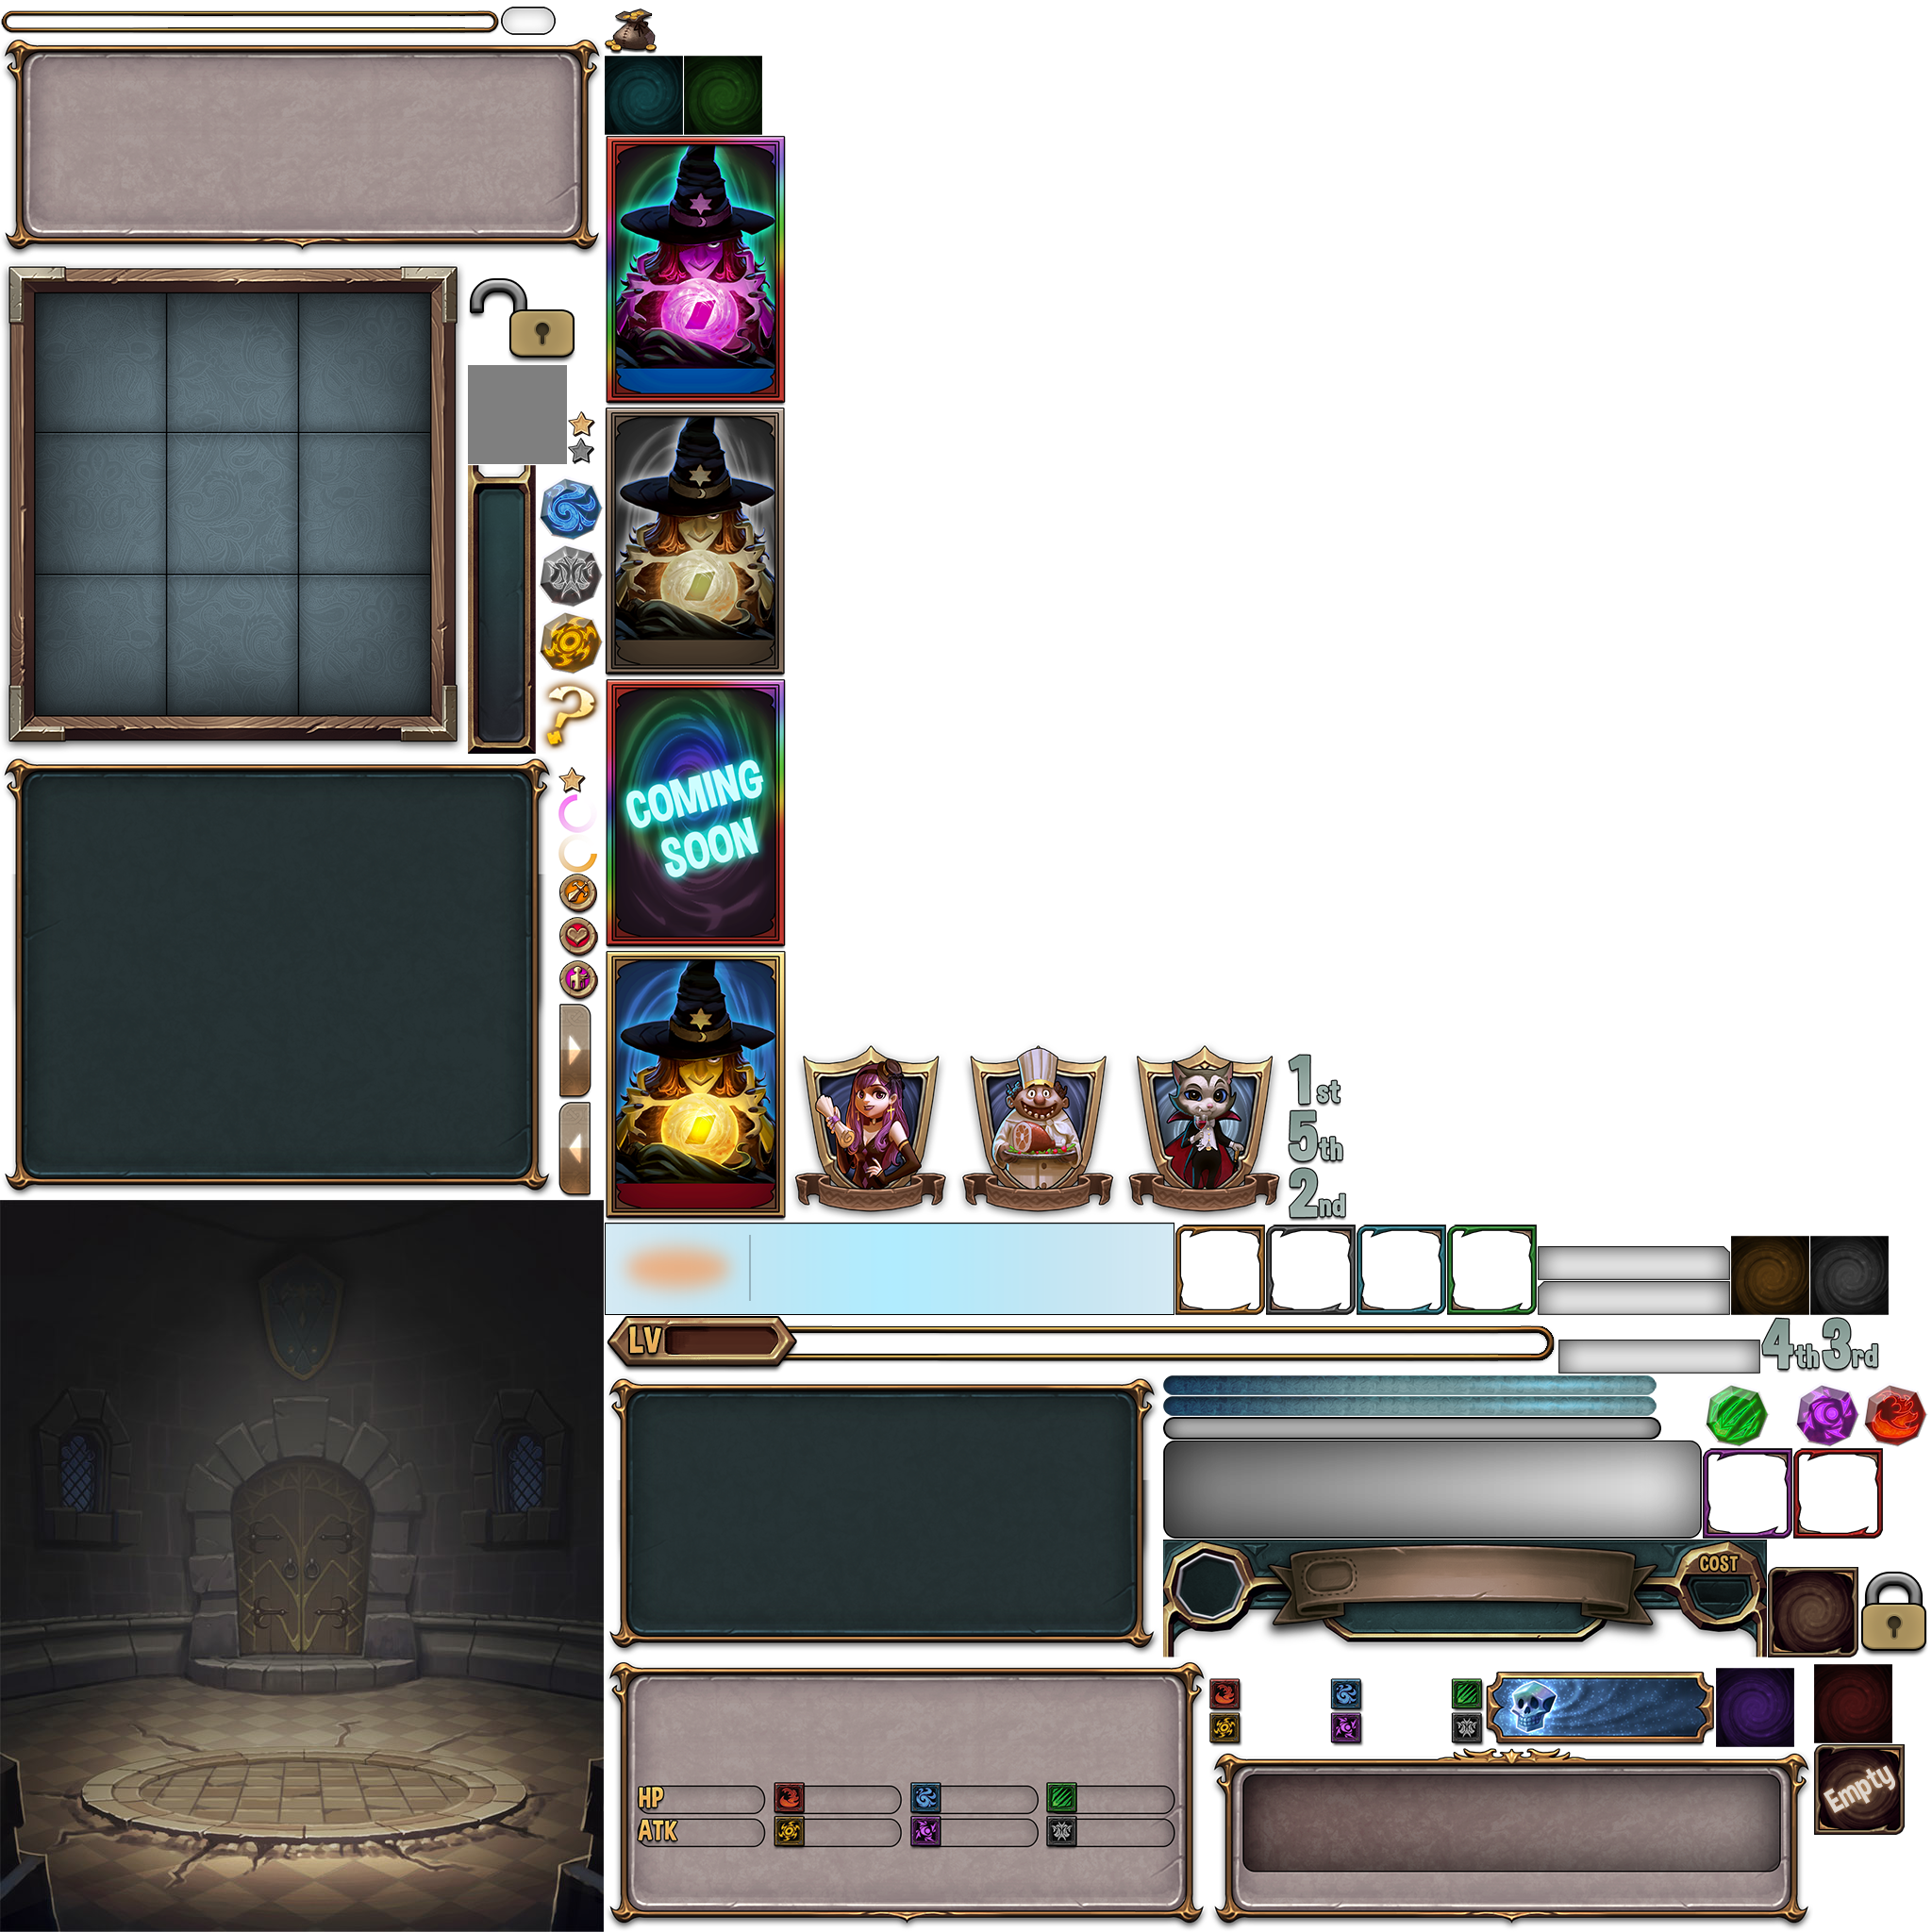 COMING
SOON
1st
5th
2nd
LV
4th 3rd
COST
HP
ATK
Empty